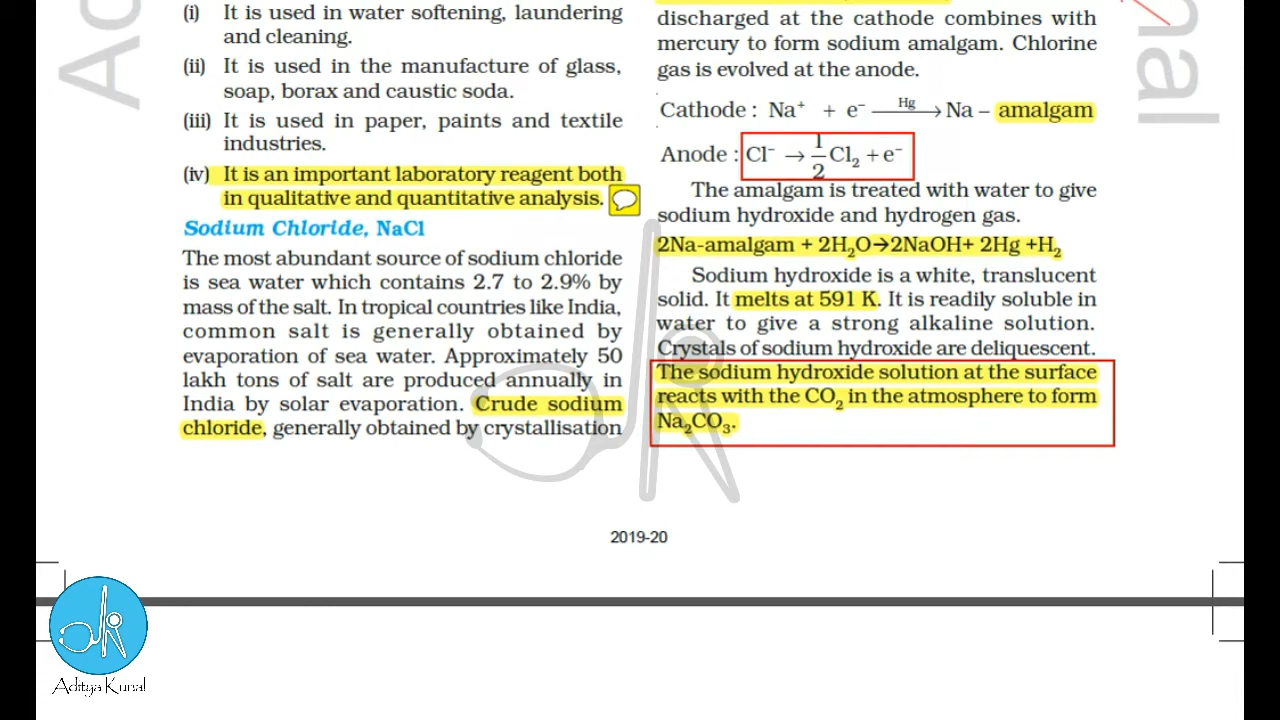 (i) It is used in water softening, laundering
and cleaning.
(ii) It is used in the manufacture of glass,
soap, borax and caustic soda.
(iii) It is used in paper, paints and textile
industries.
(iv) It is an important laboratory reagent both
in qualitative and quantitative analysis.
Sodium Chloride, NaCl
The most abundant source of sodium chloride
is sea water which contains 2.7 to 2.9% by
mass of the salt. In tropical countries like India,
common salt is generally obtained by
evaporation of sea water. Approximately 50
lakh tons of salt are produced annually in
India by solar evaporation. Crude sodium
chloride, generally obtained by crystallisation
discharged at the cathode combines with
mercury to form sodium amalgam. Chlorine
gas is evolved at the anode.
Cathode : Na⁺ + e⁻ —Hg→ Na – amalgam
Anode : Cl⁻ → 1/2 Cl₂ + e⁻
The amalgam is treated with water to give
sodium hydroxide and hydrogen gas.
2Na-amalgam + 2H₂O→2NaOH+ 2Hg +H₂
Sodium hydroxide is a white, translucent
solid. It melts at 591 K. It is readily soluble in
water to give a strong alkaline solution.
Crystals of sodium hydroxide are deliquescent.
The sodium hydroxide solution at the surface
reacts with the CO₂ in the atmosphere to form
Na₂CO₃.
2019-20
Aditya Kunal